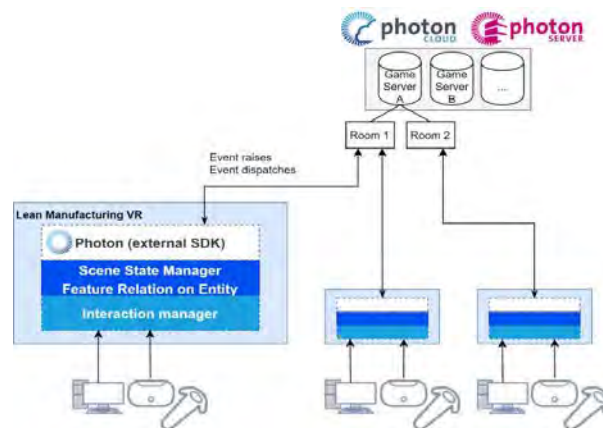 photon
CLOUD
photon
SERVER
Game
Server
A
Game
Server
B
....
Room 1
Room 2
Event raises
Event dispatches
Lean Manufacturing VR
Photon (external SDK)
Scene State Manager
Feature Relation on Entity
Interaction manager